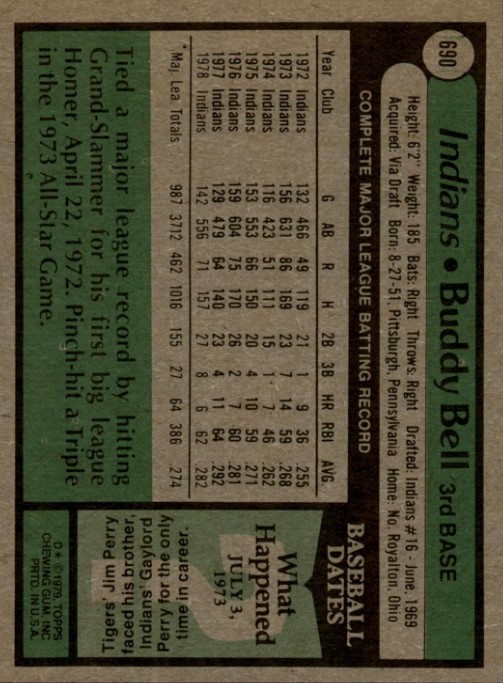 690
Indians • Buddy Bell 3rd BASE
Height: 6'2" Weight: 185 Bats: Right Throws: Right Drafted: Indians #16 - June, 1969
Acquired: Via Draft Born: 8-27-51, Pittsburgh, Pennsylvania Home: No. Royalton, Ohio
COMPLETE MAJOR LEAGUE BATTING RECORD
Year Club G AB R H 2B 3B HR RBI AVG.
1972 Indians 132 466 49 119 21 1 9 36 .255
1973 Indians 156 631 86 169 23 7 14 59 .268
1974 Indians 116 423 51 111 15 1 7 46 .262
1975 Indians 153 553 66 150 20 4 10 59 .271
1976 Indians 159 604 75 170 26 2 7 60 .281
1977 Indians 129 479 64 140 23 4 11 64 .292
1978 Indians 142 556 71 157 27 8 6 62 .282
Maj. Lea. Totals 987 3712 462 1016 155 27 64 386 .274
Tied a major league record by hitting
Grand-Slammer for his first big league
Homer, April 22, 1972. Pinch-hit a Triple
in the 1973 All-Star Game.
BASEBALL
DATES
What
Happened
JULY 3,
1973
Tigers' Jim Perry
faced his brother,
Indians' Gaylord
Perry for the only
time in career.
D* © 1979, TOPPS
CHEWING GUM, INC
PRTD. IN U.S.A.